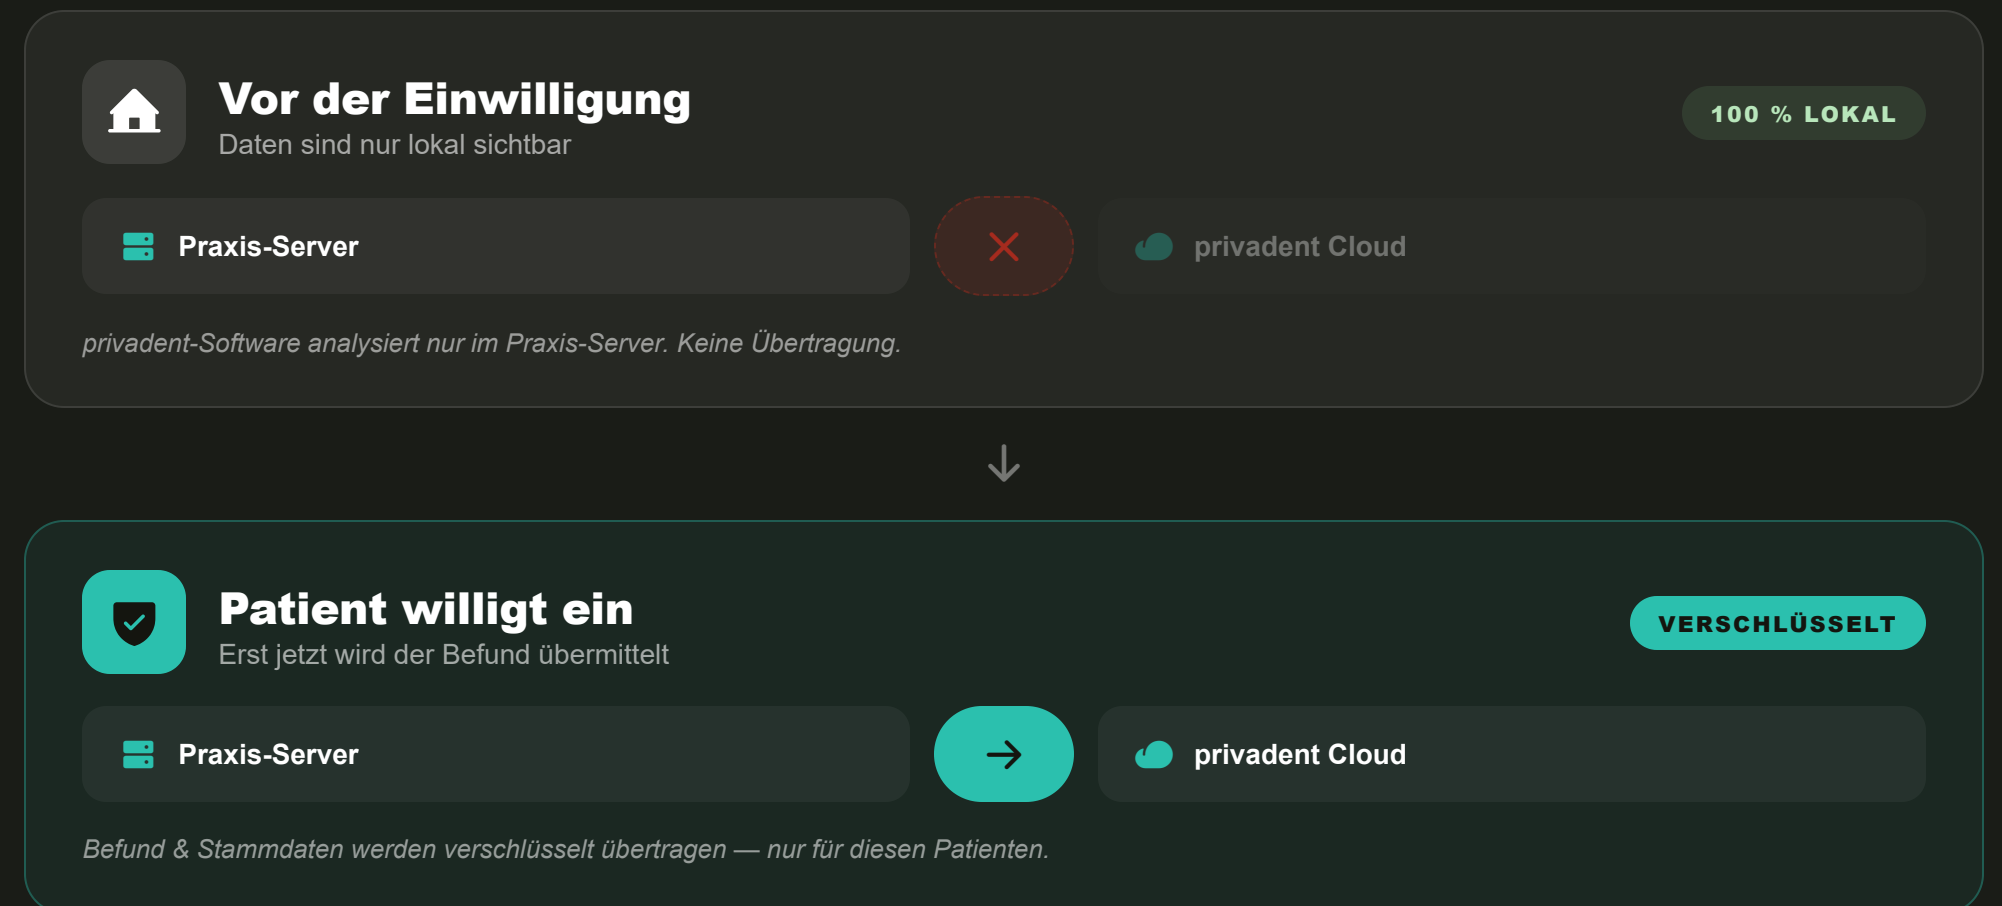 Vor der Einwilligung
Daten sind nur lokal sichtbar
100 % LOKAL
Praxis-Server
privadent Cloud
privadent-Software analysiert nur im Praxis-Server. Keine Übertragung.
Patient willigt ein
Erst jetzt wird der Befund übermittelt
VERSCHLÜSSELT
Praxis-Server
privadent Cloud
Befund & Stammdaten werden verschlüsselt übertragen — nur für diesen Patienten.